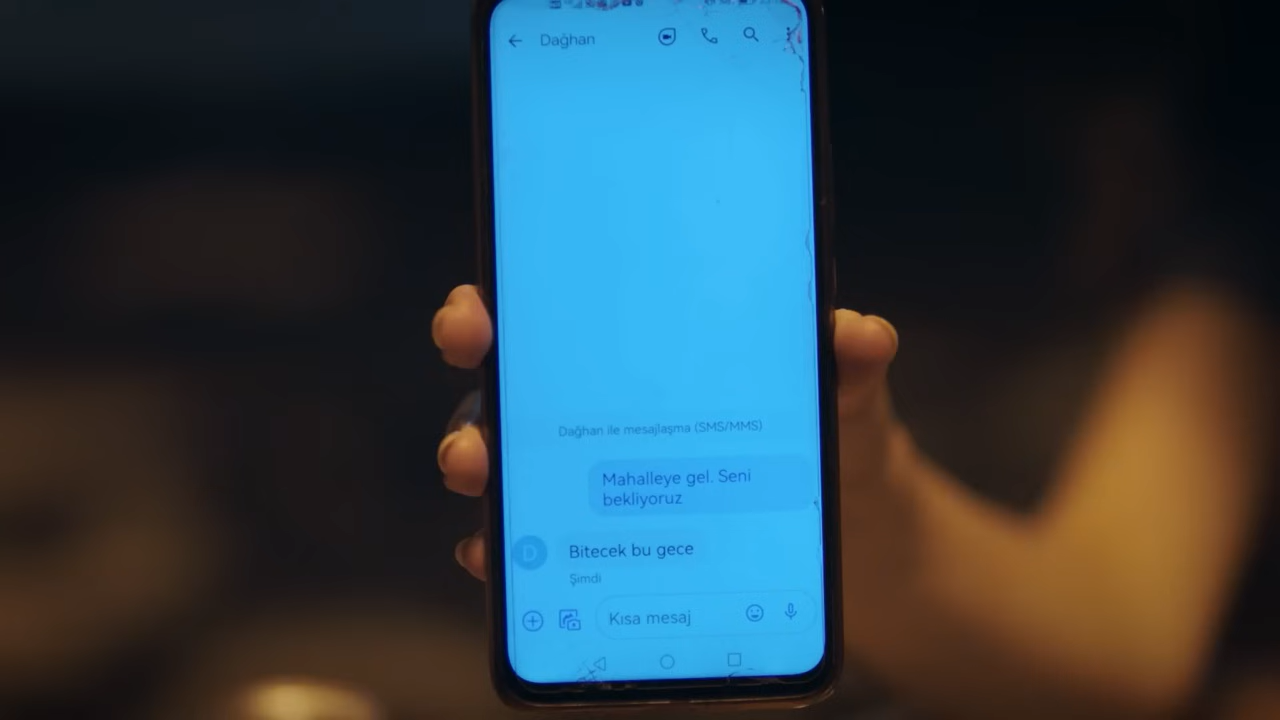 Dağhan
Dağhan ile mesajlaşma (SMS/MMS)
Mahalleye gel. Seni
bekliyoruz
D
Bitecek bu gece
Şimdi
Kısa mesaj